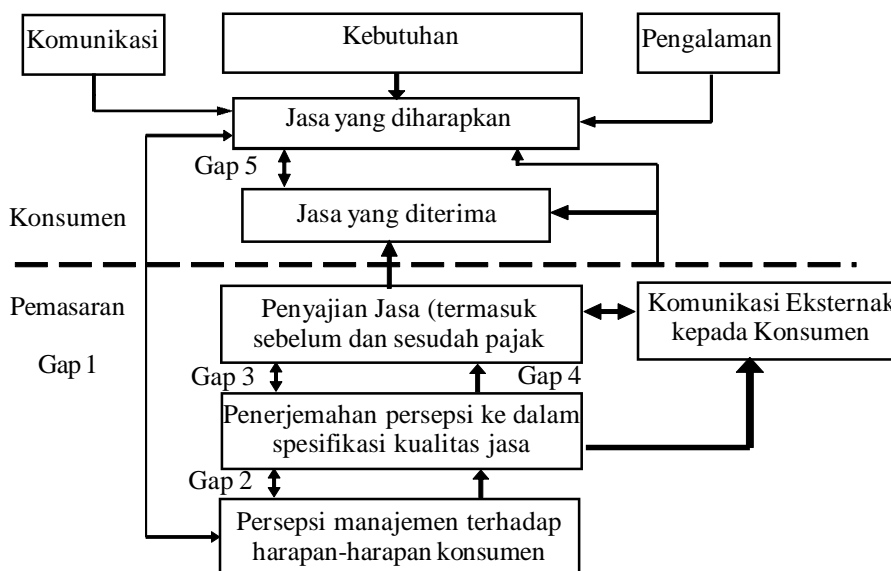 Komunikasi
Kebutuhan
Pengalaman
Jasa yang diharapkan
Gap 5
Konsumen
Jasa yang diterima
Pemasaran
Penyajian Jasa (termasuk
sebelum dan sesudah pajak
Komunikasi Eksternak
kepada Konsumen
Gap 1
Gap 3
Gap 4
Penerjemahan persepsi ke dalam
spesifikasi kualitas jasa
Gap 2
Persepsi manajemen terhadap
harapan-harapan konsumen